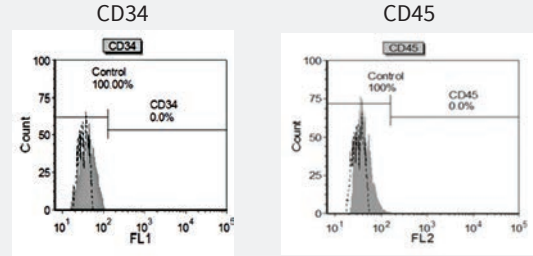 CD34
CD34
Control
100.00%
CD34
0.0%
Count
100
75
50
25
0
10¹ 10² 10³ 10⁴ 10⁵
FL1
CD45
CD45
Control
100%
CD45
0.0%
Count
100
75
50
25
0
10¹ 10² 10³ 10⁴ 10⁵
FL2